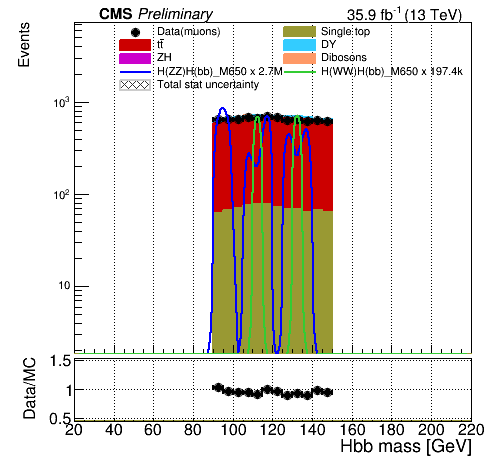 CMS Preliminary 35.9 fb⁻¹ (13 TeV)
Data(muons) Single top
tt̄ DY
ZH Dibosons
H(ZZ)H(bb)_M650 x 2.7M H(WW)H(bb)_M650 x 197.4k
Total stat uncertainty
Events
10³
10²
10
Data/MC
1.5
1
0.5
20 40 60 80 100 120 140 160 180 200 220
Hbb mass [GeV]